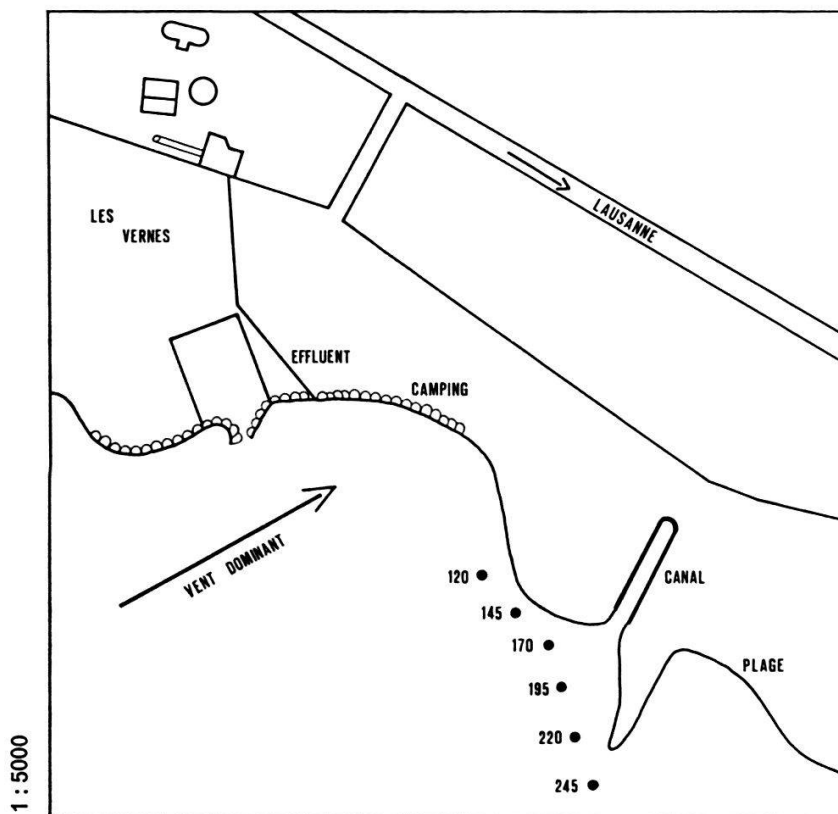 LAUSANNE
LES
VERNES
EFFLUENT
CAMPING
VENT DOMINANT
120
145
170
195
220
245
CANAL
PLAGE
1 : 5000